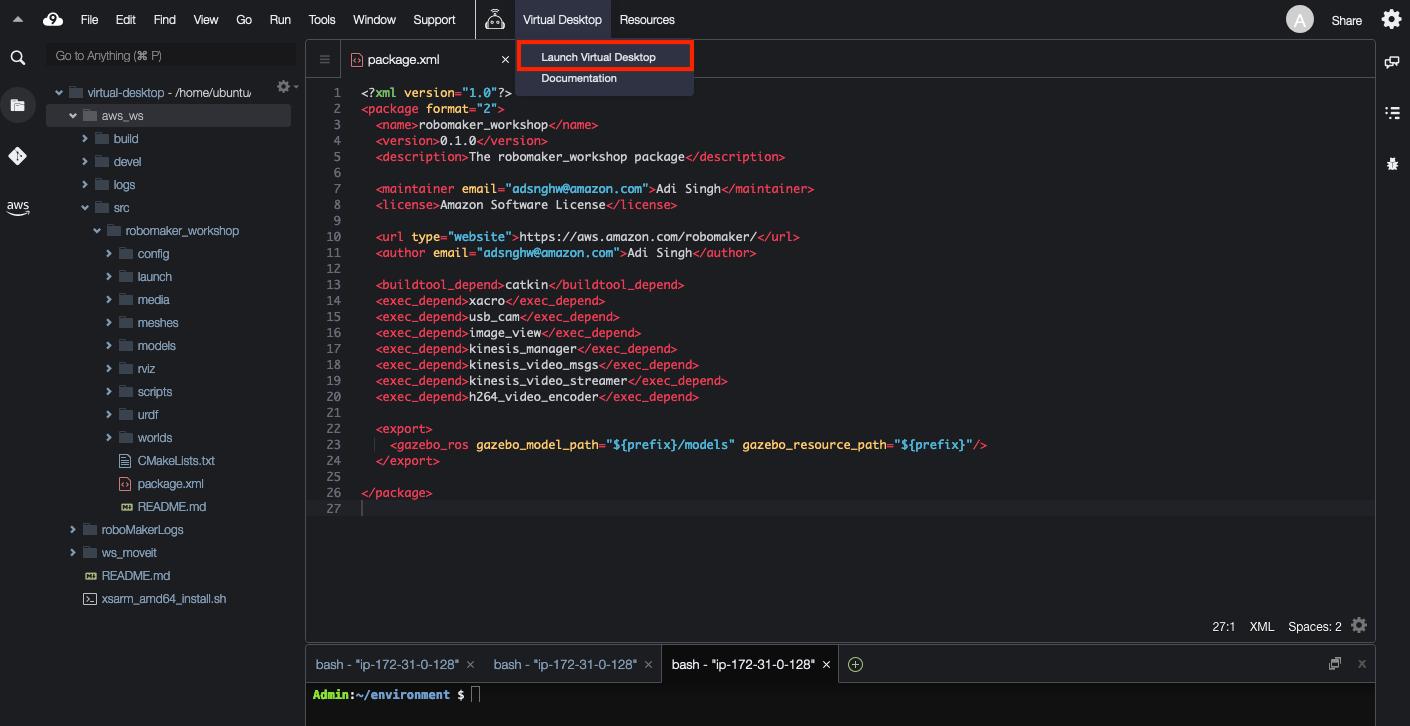 9 File Edit Find View Go Run Tools Window Support Virtual Desktop Resources A Share
Go to Anything (⌘ P)
Launch Virtual Desktop
Documentation
virtual-desktop - /home/ubuntu/
aws_ws
build
devel
logs
src
robomaker_workshop
config
launch
media
meshes
models
rviz
scripts
urdf
worlds
CMakeLists.txt
package.xml
README.md
roboMakerLogs
ws_moveit
README.md
xsarm_amd64_install.sh
aws
package.xml ×
1 <?xml version="1.0"?>
2 <package format="2">
3 <name>robomaker_workshop</name>
4 <version>0.1.0</version>
5 <description>The robomaker_workshop package</description>
6
7 <maintainer email="adsnghw@amazon.com">Adi Singh</maintainer>
8 <license>Amazon Software License</license>
9
10 <url type="website">https://aws.amazon.com/robomaker/</url>
11 <author email="adsnghw@amazon.com">Adi Singh</author>
12
13 <buildtool_depend>catkin</buildtool_depend>
14 <exec_depend>xacro</exec_depend>
15 <exec_depend>usb_cam</exec_depend>
16 <exec_depend>image_view</exec_depend>
17 <exec_depend>kinesis_manager</exec_depend>
18 <exec_depend>kinesis_video_msgs</exec_depend>
19 <exec_depend>kinesis_video_streamer</exec_depend>
20 <exec_depend>h264_video_encoder</exec_depend>
21
22 <export>
23 <gazebo_ros gazebo_model_path="${prefix}/models" gazebo_resource_path="${prefix}"/>
24 </export>
25
26 </package>
27
27:1 XML Spaces: 2
bash - "ip-172-31-0-128" × bash - "ip-172-31-0-128" × bash - "ip-172-31-0-128" ×
Admin:~/environment $